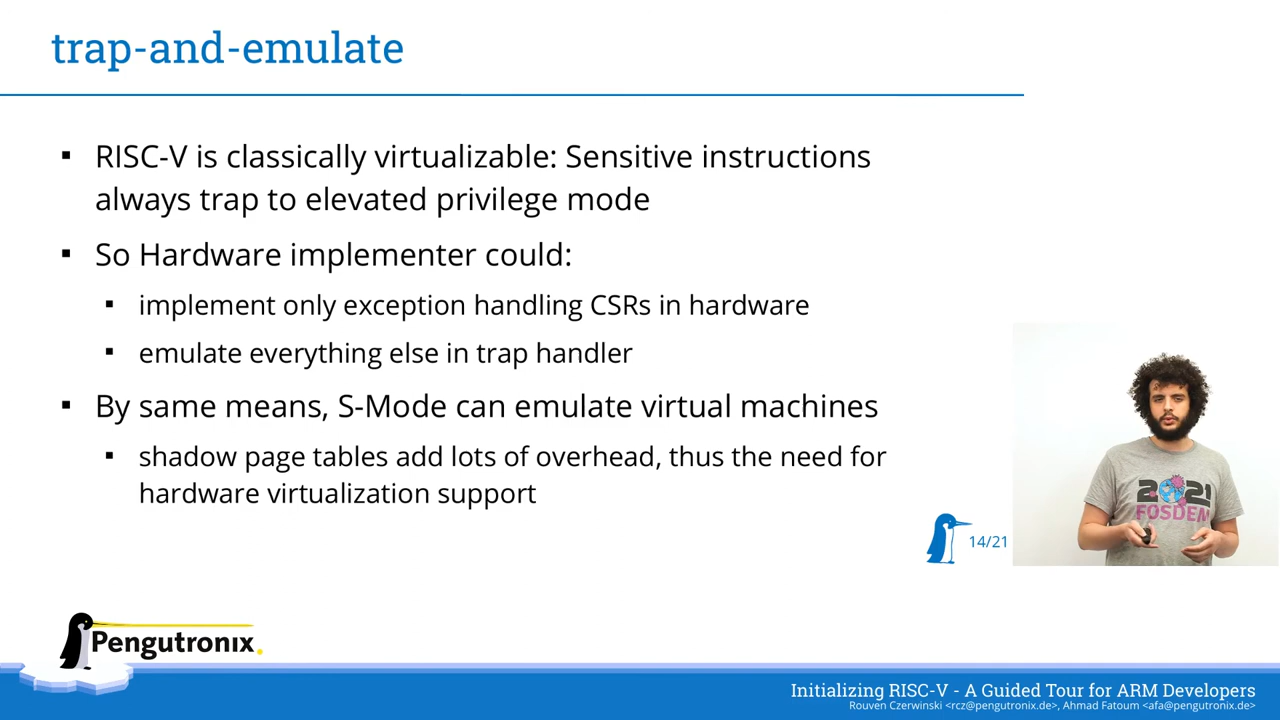 trap-and-emulate
▪ RISC-V is classically virtualizable: Sensitive instructions
always trap to elevated privilege mode
▪ So Hardware implementer could:
▪ implement only exception handling CSRs in hardware
▪ emulate everything else in trap handler
▪ By same means, S-Mode can emulate virtual machines
▪ shadow page tables add lots of overhead, thus the need for
hardware virtualization support
2021
FOSDEM
14/21
Pengutronix.
Initializing RISC-V - A Guided Tour for ARM Developers
Rouven Czerwinski <rcz@pengutronix.de>, Ahmad Fatoum <afa@pengutronix.de>